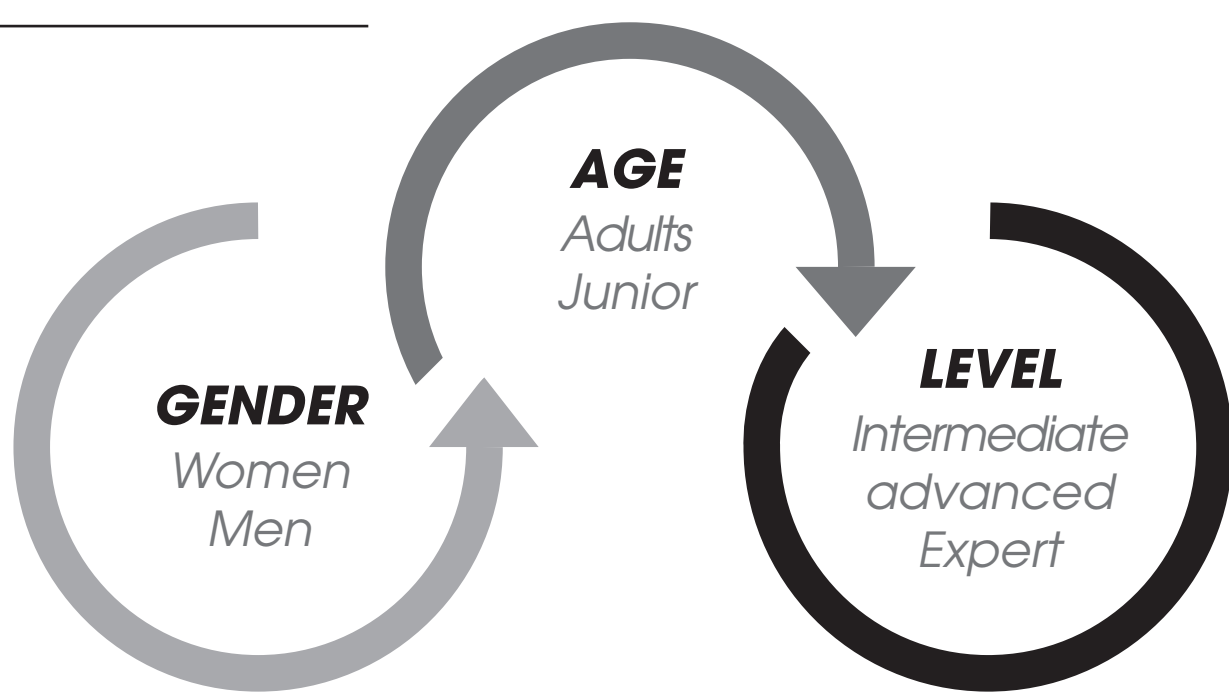 GENDER
Women
Men
AGE
Adults
Junior
LEVEL
Intermediate
advanced
Expert